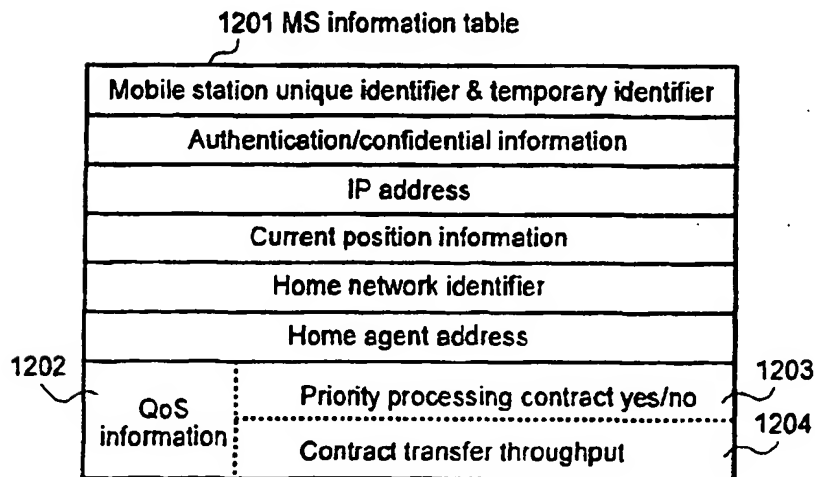 1201 MS information table
Mobile station unique identifier & temporary identifier
Authentication/confidential information
IP address
Current position information
Home network identifier
Home agent address
1202
QoS
information
Priority processing contract yes/no
1203
Contract transfer throughput
1204